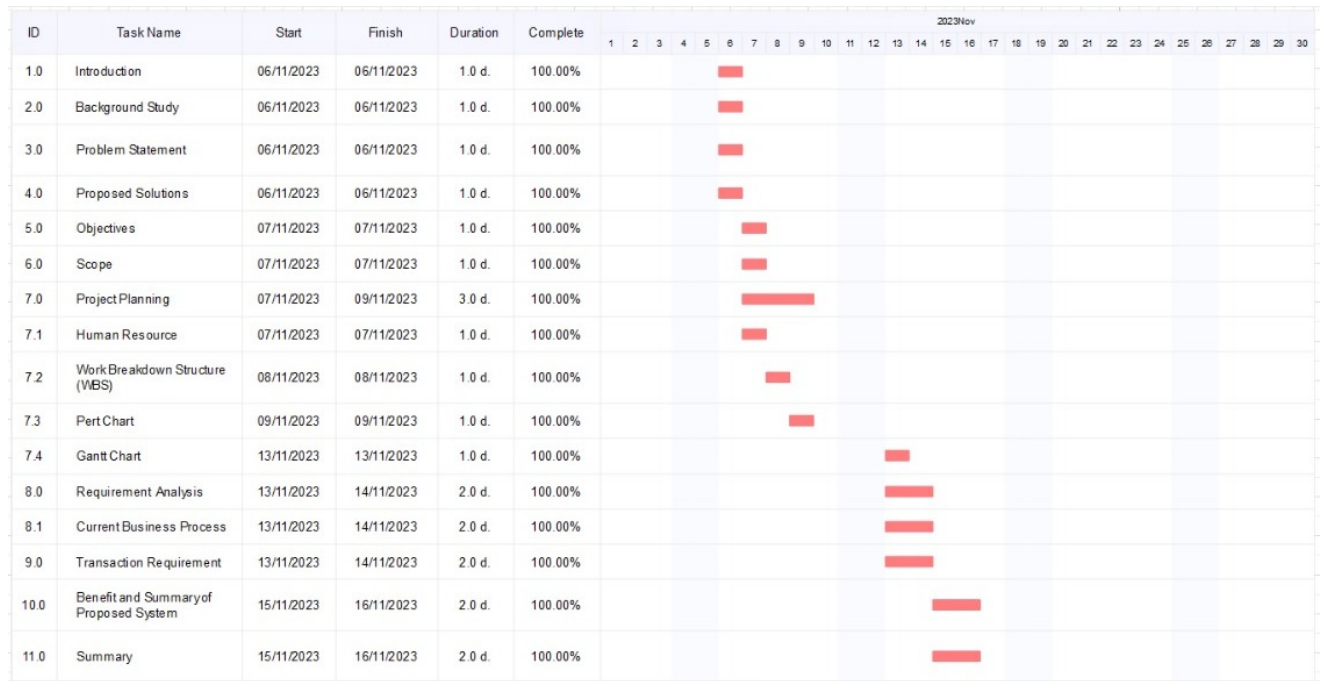 2023Nov
ID Task Name Start Finish Duration Complete
1 2 3 4 5 6 7 8 9 10 11 12 13 14 15 16 17 18 19 20 21 22 23 24 25 26 27 28 29 30
1.0 Introduction 06/11/2023 06/11/2023 1.0 d. 100.00%
2.0 Background Study 06/11/2023 06/11/2023 1.0 d. 100.00%
3.0 Problem Statement 06/11/2023 06/11/2023 1.0 d. 100.00%
4.0 Proposed Solutions 06/11/2023 06/11/2023 1.0 d. 100.00%
5.0 Objectives 07/11/2023 07/11/2023 1.0 d. 100.00%
6.0 Scope 07/11/2023 07/11/2023 1.0 d. 100.00%
7.0 Project Planning 07/11/2023 09/11/2023 3.0 d. 100.00%
7.1 Human Resource 07/11/2023 07/11/2023 1.0 d. 100.00%
7.2 Work Breakdown Structure (WBS) 08/11/2023 08/11/2023 1.0 d. 100.00%
7.3 Pert Chart 09/11/2023 09/11/2023 1.0 d. 100.00%
7.4 Gantt Chart 13/11/2023 13/11/2023 1.0 d. 100.00%
8.0 Requirement Analysis 13/11/2023 14/11/2023 2.0 d. 100.00%
8.1 Current Business Process 13/11/2023 14/11/2023 2.0 d. 100.00%
9.0 Transaction Requirement 13/11/2023 14/11/2023 2.0 d. 100.00%
10.0 Benefit and Summary of Proposed System 15/11/2023 16/11/2023 2.0 d. 100.00%
11.0 Summary 15/11/2023 16/11/2023 2.0 d. 100.00%